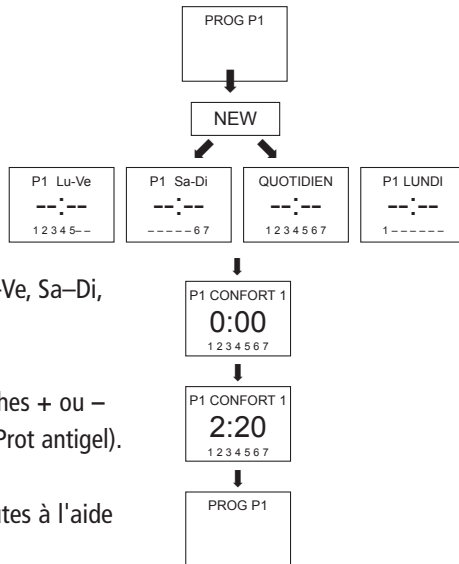 PROG P1
NEW
P1 Lu-Ve
--:--
1 2 3 4 5 – –
P1 Sa-Di
--:--
– – – – – 6 7
QUOTIDIEN
--:--
1 2 3 4 5 6 7
P1 LUNDI
--:--
1 – – – – – –
-Ve, Sa–Di,
P1 CONFORT 1
0:00
1 2 3 4 5 6 7
hes + ou –
Prot antigel).
P1 CONFORT 1
2:20
1 2 3 4 5 6 7
utes à l'aide
PROG P1